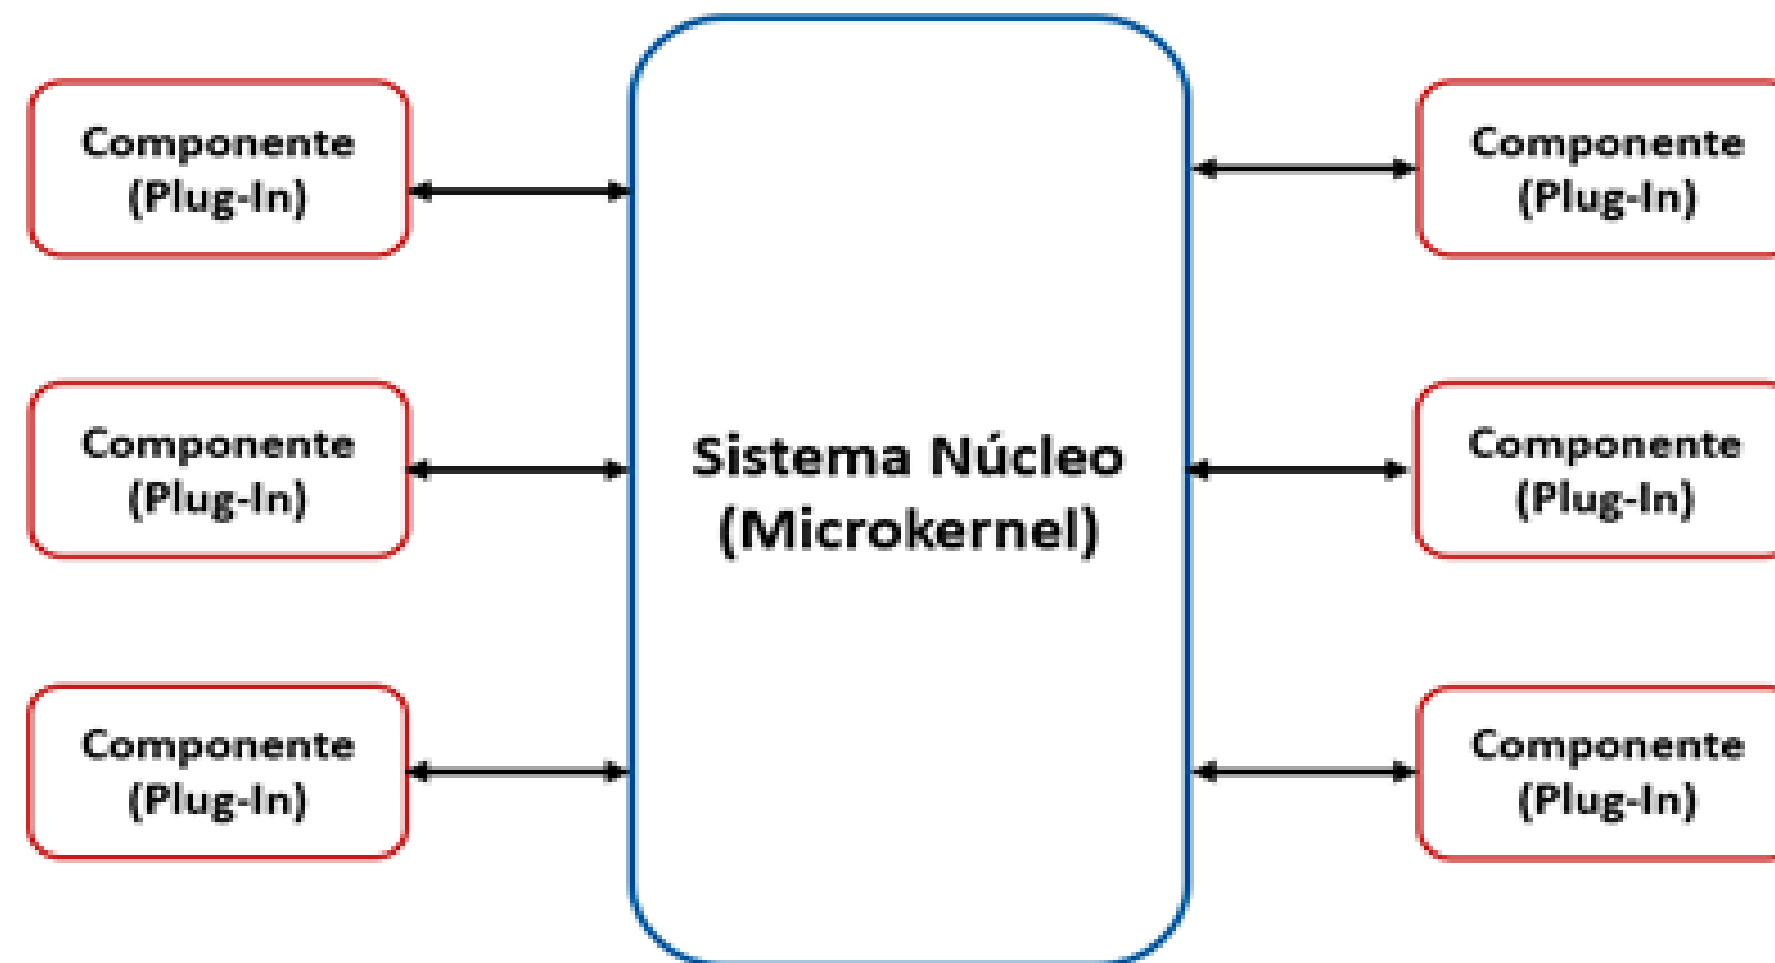 Componente
(Plug-In)
Componente
(Plug-In)
Componente
(Plug-In)
Sistema Núcleo
(Microkernel)
Componente
(Plug-In)
Componente
(Plug-In)
Componente
(Plug-In)